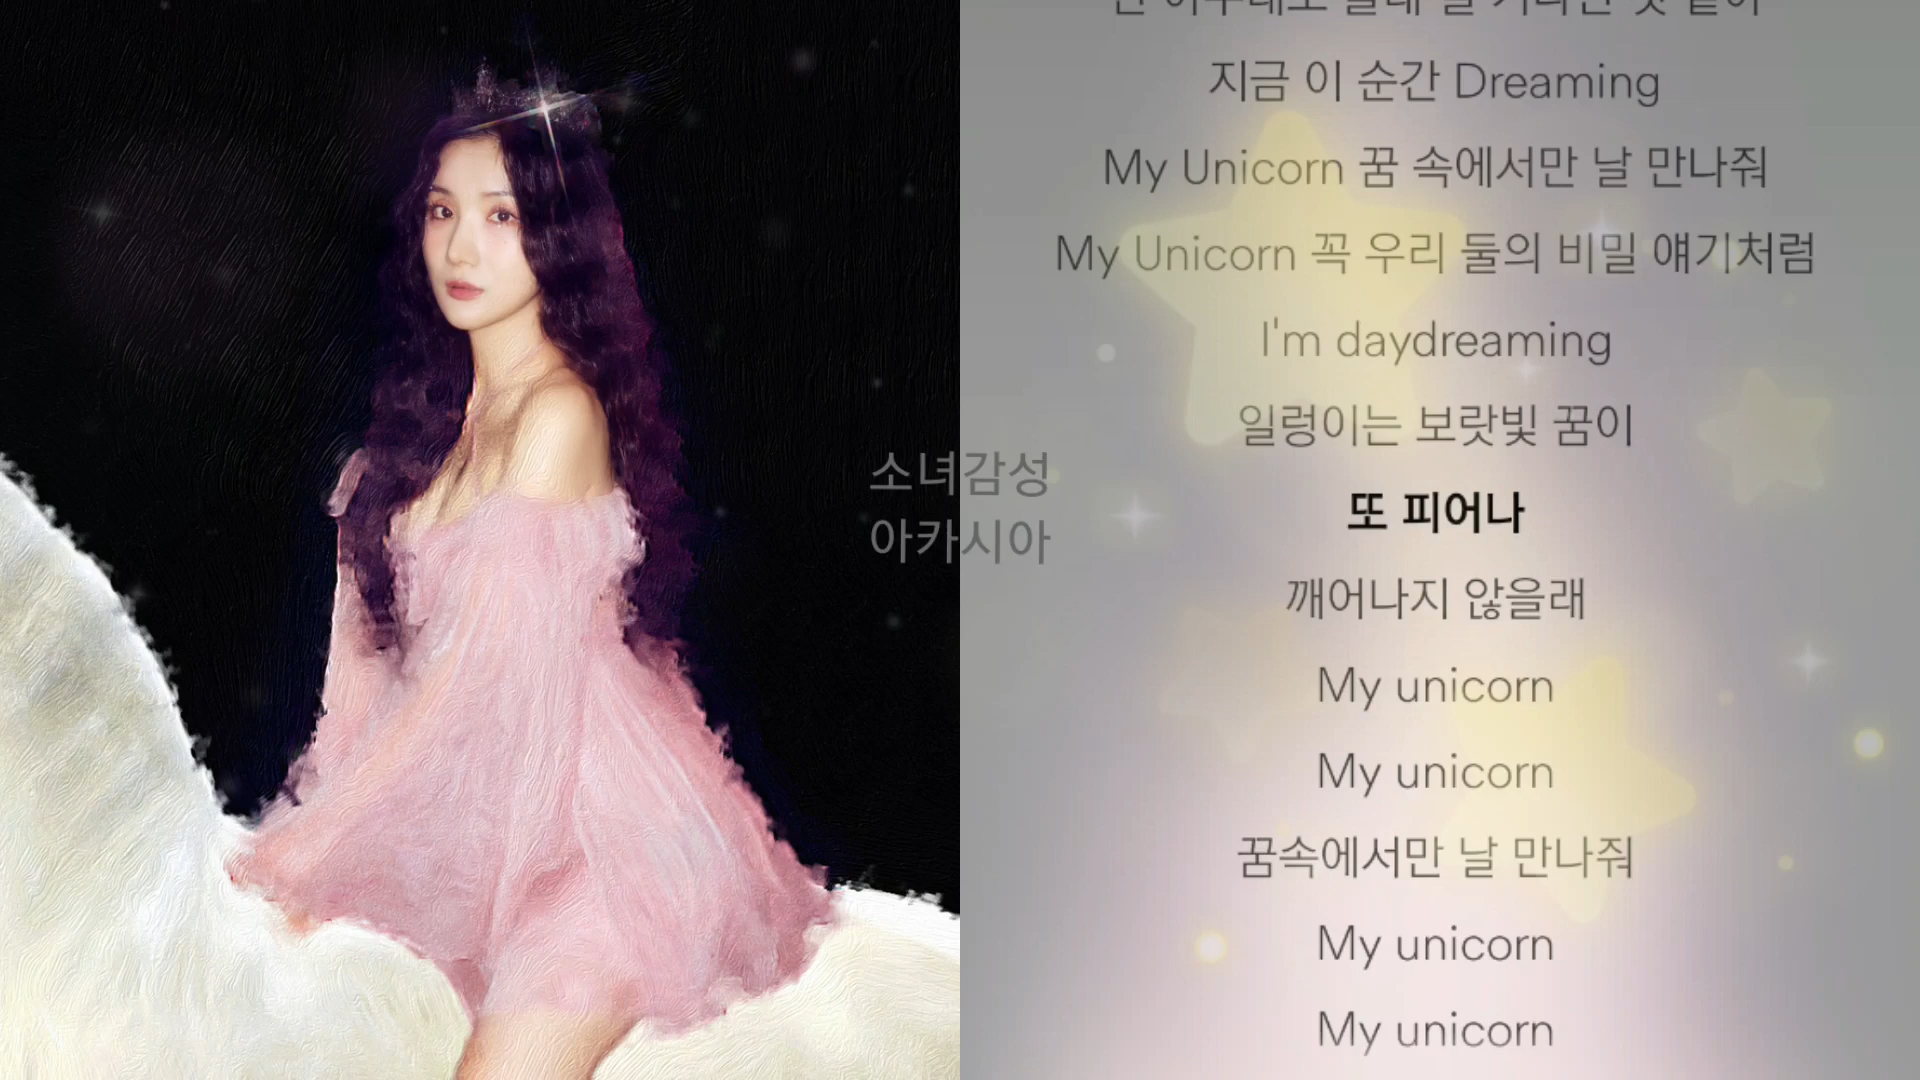 소녀감성
아카시아
지금 이 순간 Dreaming
My Unicorn 꿈 속에서만 날 만나줘
My Unicorn 꼭 우리 둘의 비밀 얘기처럼
I'm daydreaming
일렁이는 보랏빛 꿈이
또 피어나
깨어나지 않을래
My unicorn
My unicorn
꿈속에서만 날 만나줘
My unicorn
My unicorn